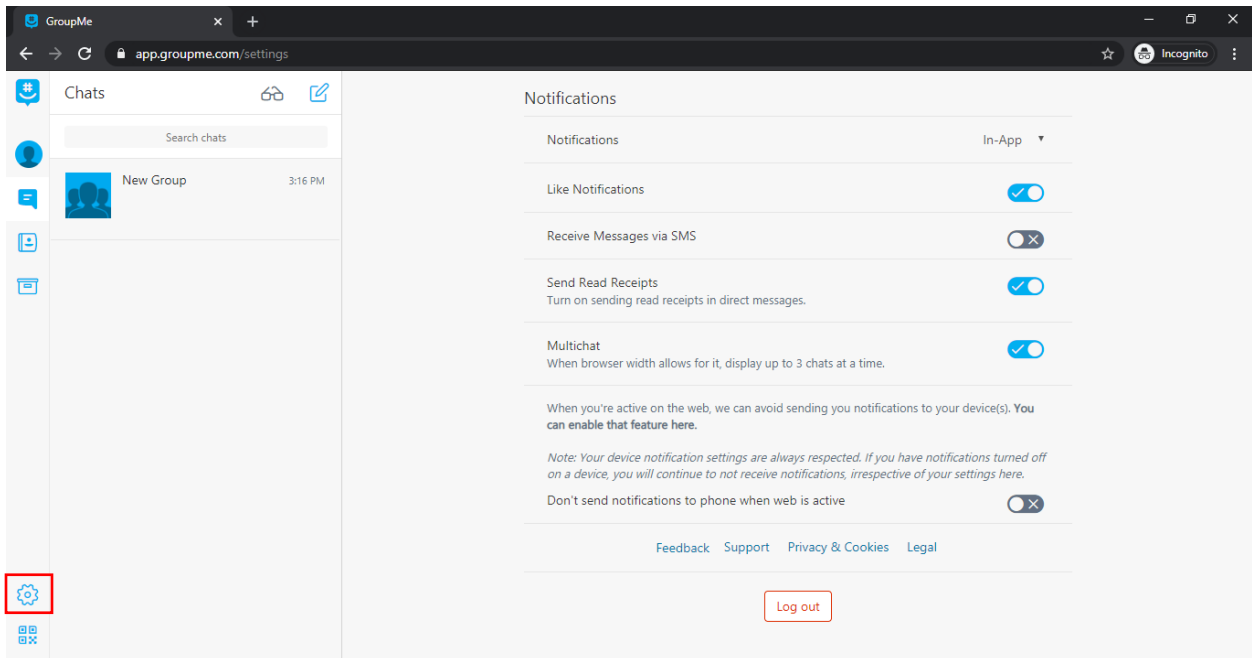 GroupMe
app.groupme.com/settings
Incognito
Chats
Search chats
New Group
3:16 PM
Notifications
Notifications
In-App
Like Notifications
Receive Messages via SMS
Send Read Receipts
Turn on sending read receipts in direct messages.
Multichat
When browser width allows for it, display up to 3 chats at a time.
When you're active on the web, we can avoid sending you notifications to your device(s). You
can enable that feature here.
Note: Your device notification settings are always respected. If you have notifications turned off
on a device, you will continue to not receive notifications, irrespective of your settings here.
Don't send notifications to phone when web is active
Feedback Support Privacy & Cookies Legal
Log out